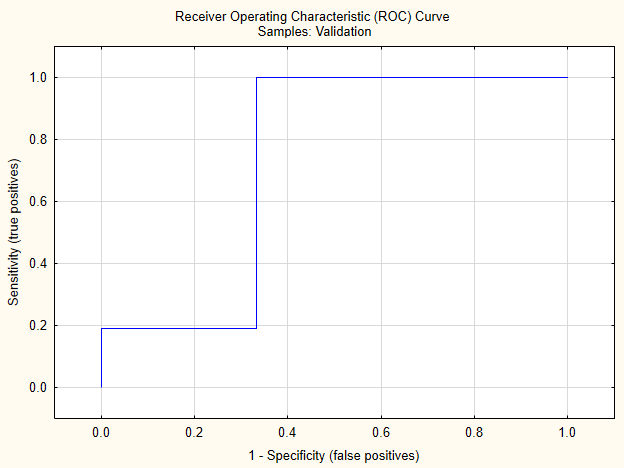 Receiver Operating Characteristic (ROC) Curve
Samples: Validation
1.0
0.8
0.6
0.4
0.2
0.0
Sensitivity (true positives)
0.0 0.2 0.4 0.6 0.8 1.0
1 - Specificity (false positives)